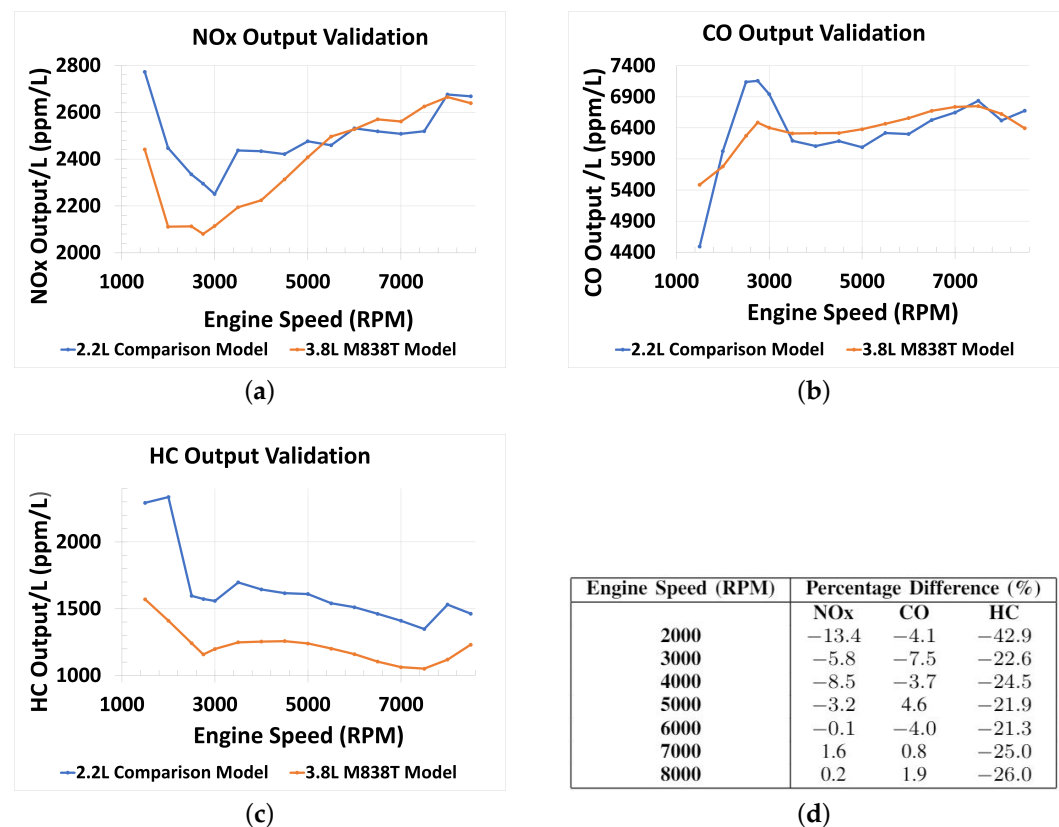 NOx Output Validation
NOx Output/L (ppm/L)
2800
2600
2400
2200
2000
1000 3000 5000 7000
Engine Speed (RPM)
2.2L Comparison Model 3.8L M838T Model
(a)
CO Output Validation
CO Output /L (ppm/L)
7400
6900
6400
5900
5400
4900
4400
1000 3000 5000 7000
Engine Speed (RPM)
2.2L Comparison Model 3.8L M838T Model
(b)
HC Output Validation
HC Output/L (ppm/L)
2000
1500
1000
1000 3000 5000 7000
Engine Speed (RPM)
2.2L Comparison Model 3.8L M838T Model
(c)
Engine Speed (RPM) Percentage Difference (%)
NOx CO HC
2000 −13.4 −4.1 −42.9
3000 −5.8 −7.5 −22.6
4000 −8.5 −3.7 −24.5
5000 −3.2 4.6 −21.9
6000 −0.1 −4.0 −21.3
7000 1.6 0.8 −25.0
8000 0.2 1.9 −26.0
(d)